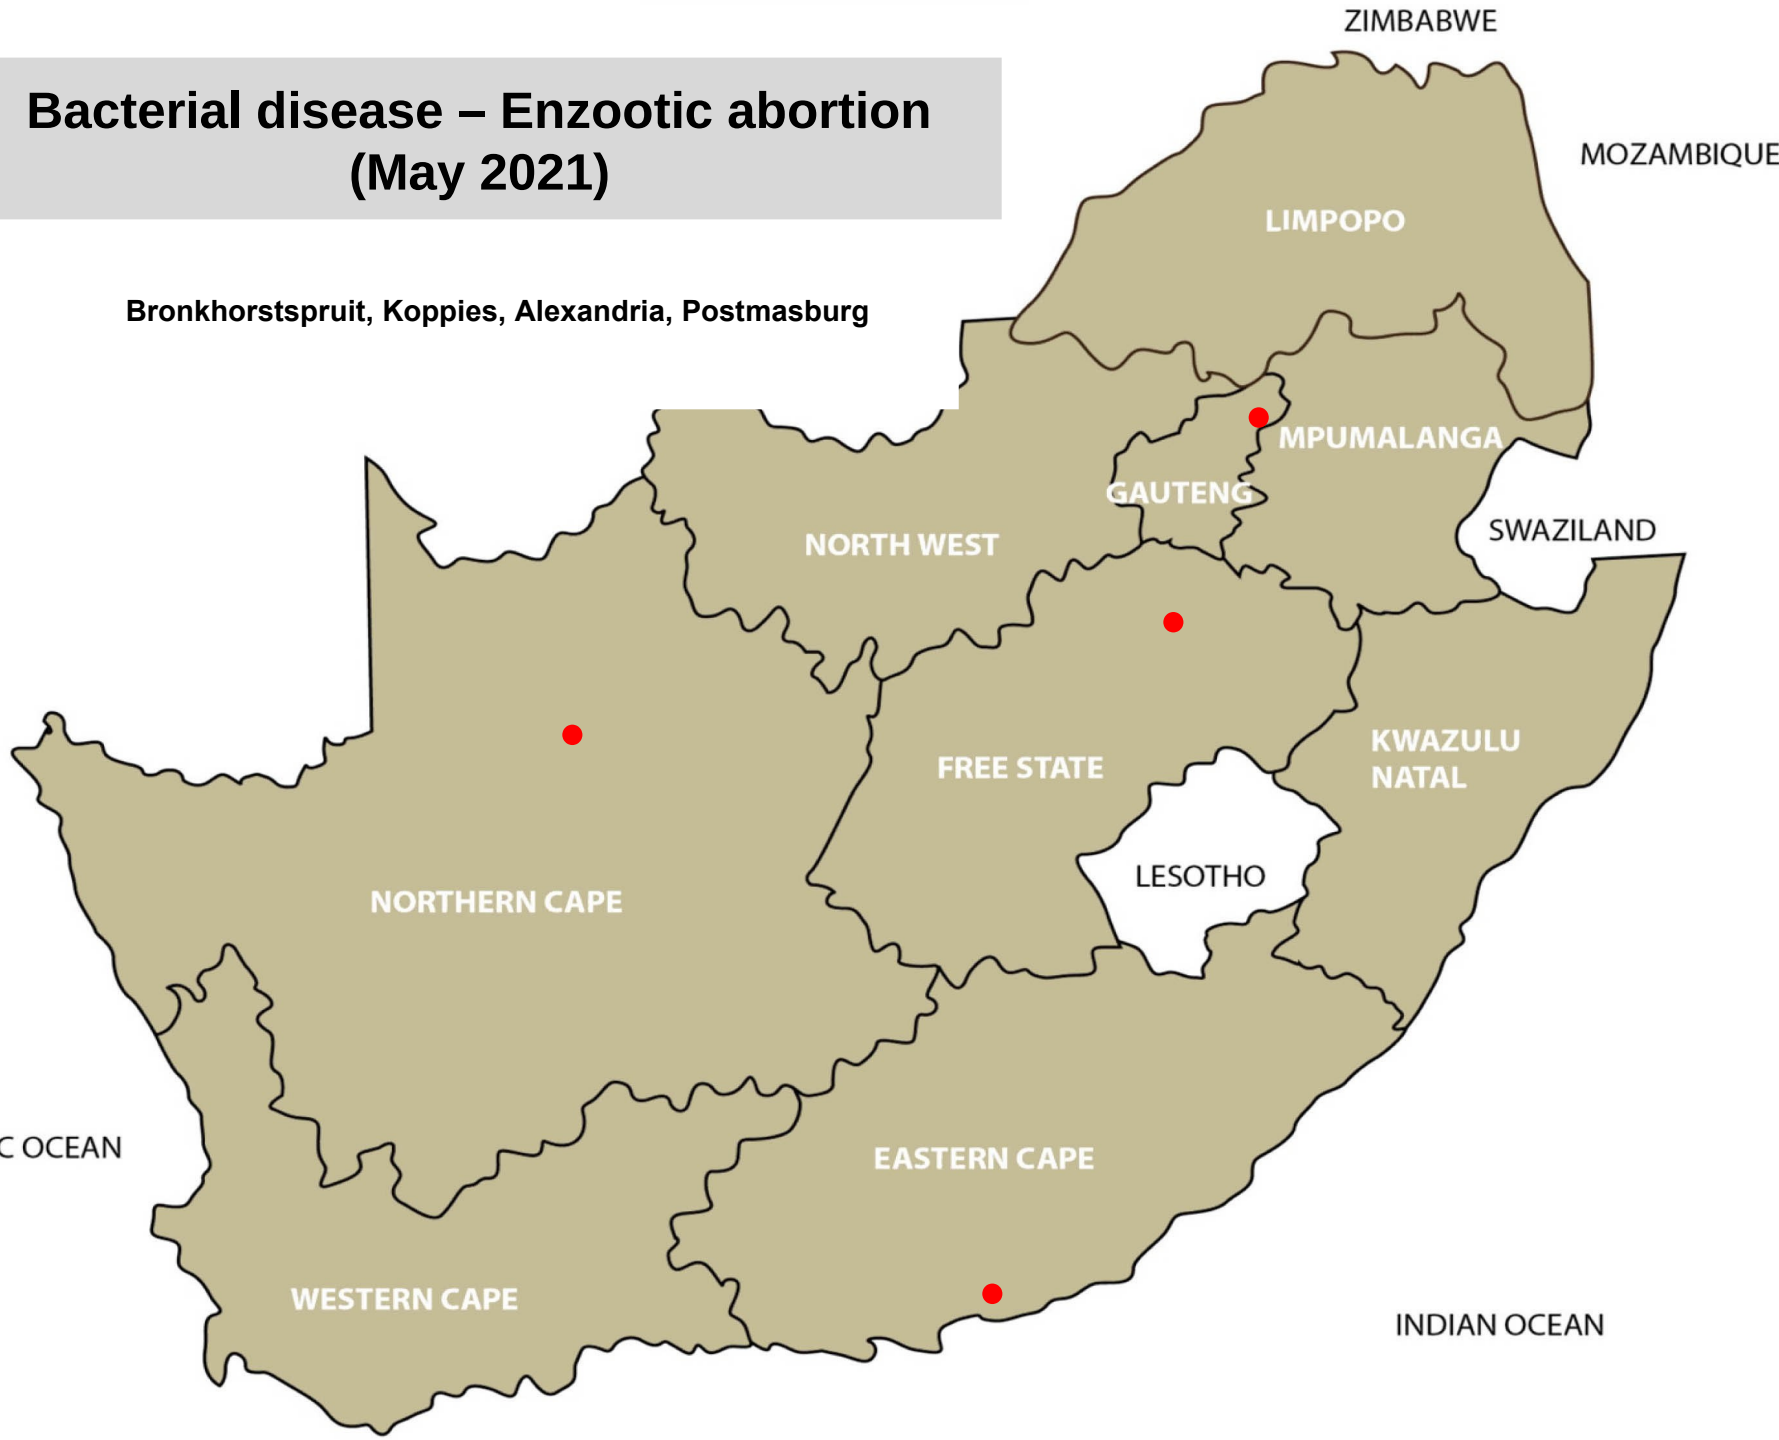 ZIMBABWE
Bacterial disease – Enzootic abortion
(May 2021)
MOZAMBIQUE
LIMPOPO
Bronkhorstspruit, Koppies, Alexandria, Postmasburg
MPUMALANGA
GAUTENG
SWAZILAND
NORTH WEST
KWAZULU
NATAL
FREE STATE
LESOTHO
NORTHERN CAPE
C OCEAN
EASTERN CAPE
WESTERN CAPE
INDIAN OCEAN